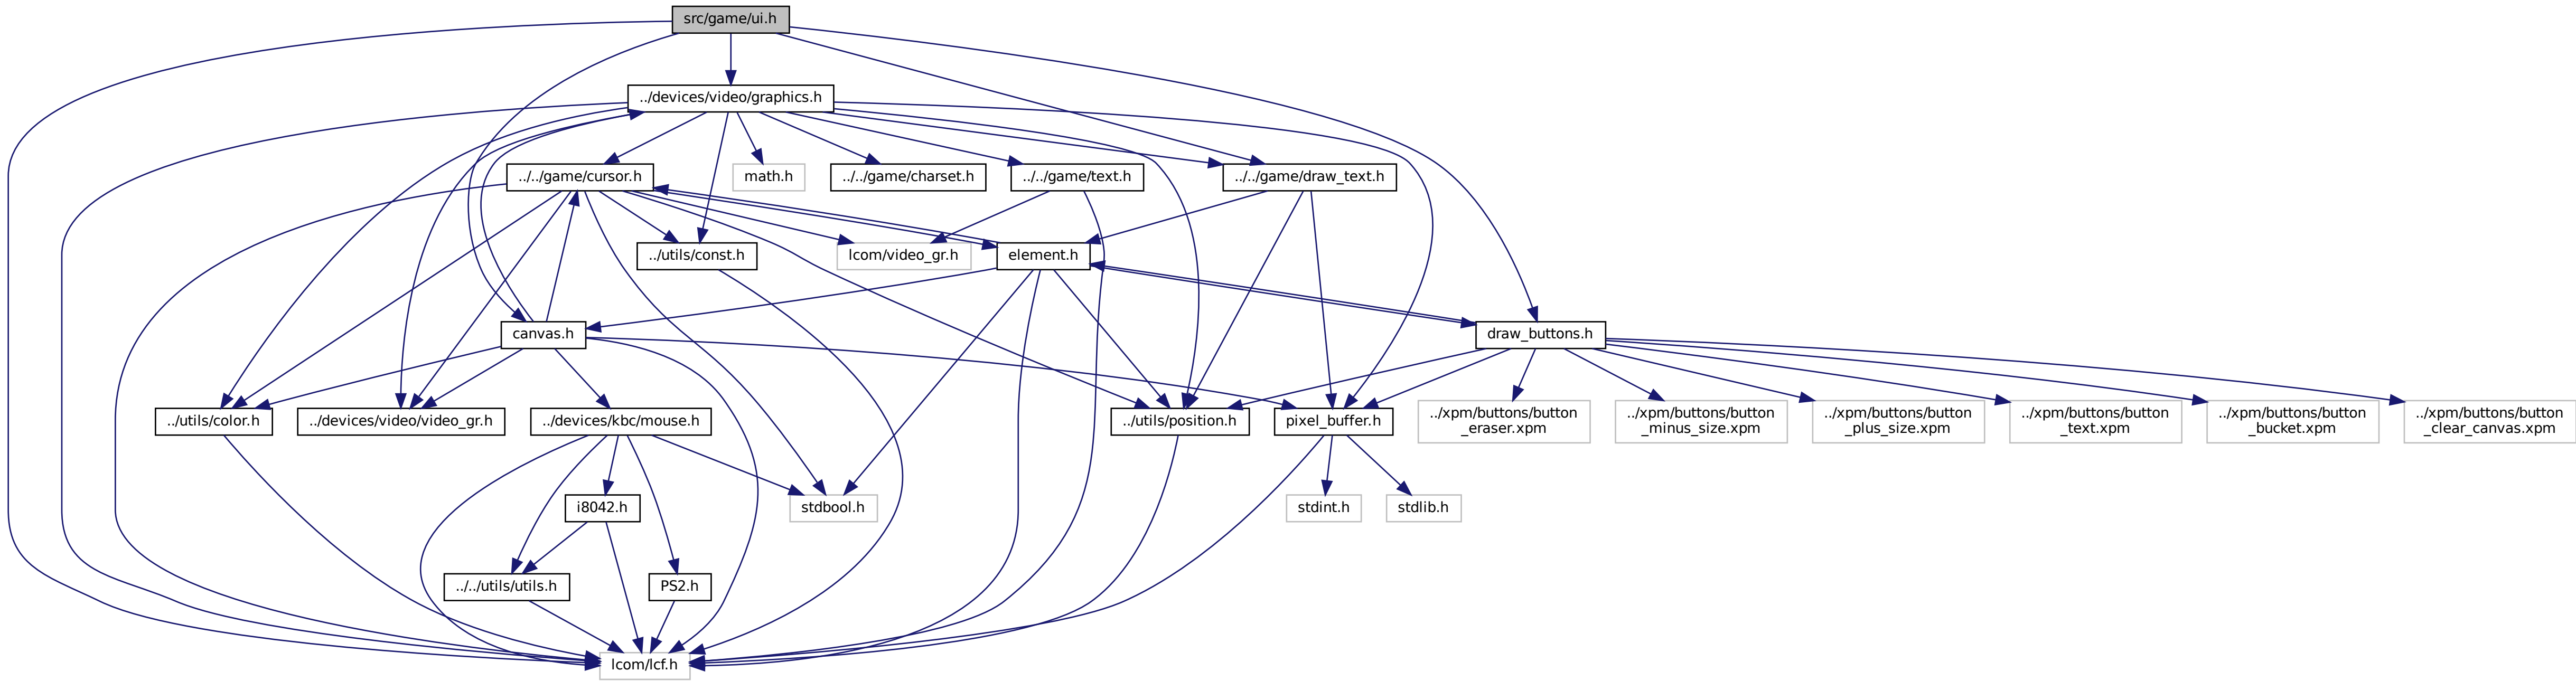 src/game/ui.h
../devices/video/graphics.h
../../game/cursor.h
math.h
../../game/charset.h
../../game/text.h
../../game/draw_text.h
../utils/const.h
lcom/video_gr.h
element.h
canvas.h
draw_buttons.h
../utils/color.h
../devices/video/video_gr.h
../devices/kbc/mouse.h
../utils/position.h
pixel_buffer.h
../xpm/buttons/button
_eraser.xpm
../xpm/buttons/button
_minus_size.xpm
../xpm/buttons/button
_plus_size.xpm
../xpm/buttons/button
_text.xpm
../xpm/buttons/button
_bucket.xpm
../xpm/buttons/button
_clear_canvas.xpm
i8042.h
stdbool.h
stdint.h
stdlib.h
../../utils/utils.h
PS2.h
lcom/lcf.h